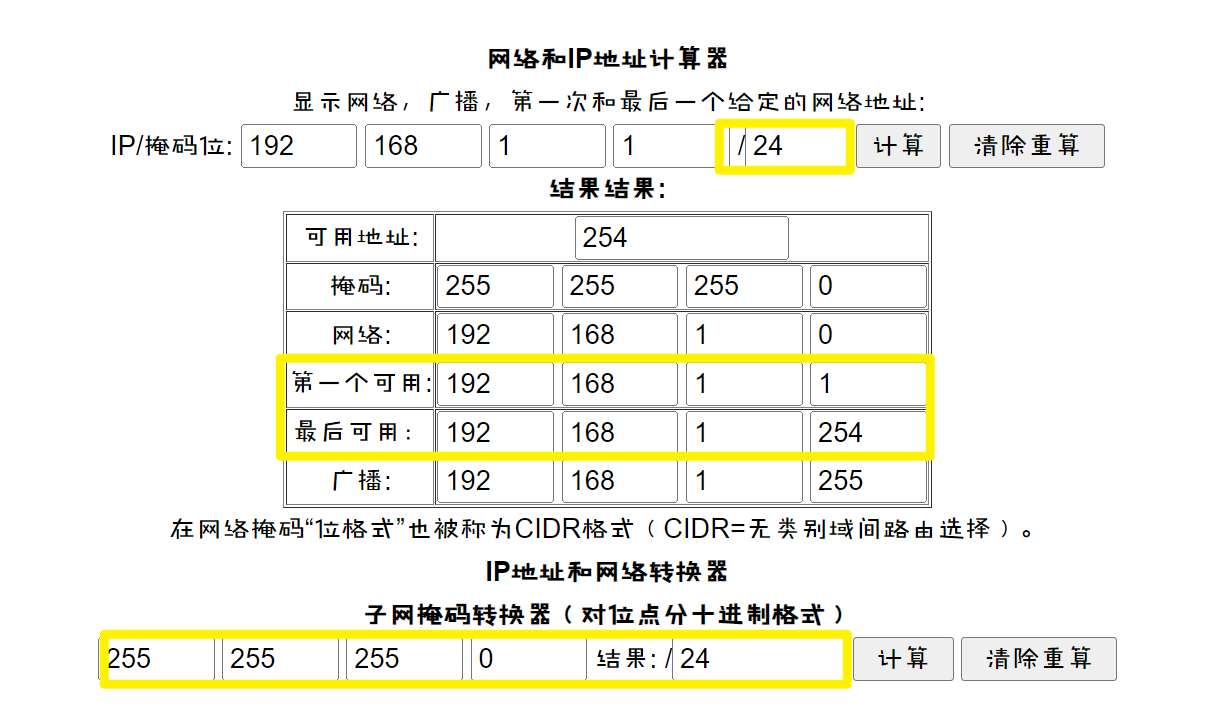 网络和IP地址计算器
显示网络，广播，第一次和最后一个给定的网络地址:
IP/掩码1位: 192 168 1 1 / 24 计算 清除重算
结果结果:
可用地址: 254
掩码: 255 255 255 0
网络: 192 168 1 0
第一个可用: 192 168 1 1
最后可用： 192 168 1 254
广播: 192 168 1 255
在网络掩码“1位格式”也被称为CIDR格式（CIDR=无类别域间路由选择）。
IP地址和网络转换器
子网掩码转换器（对1位点分十进制格式）
255 255 255 0 结果: / 24 计算 清除重算